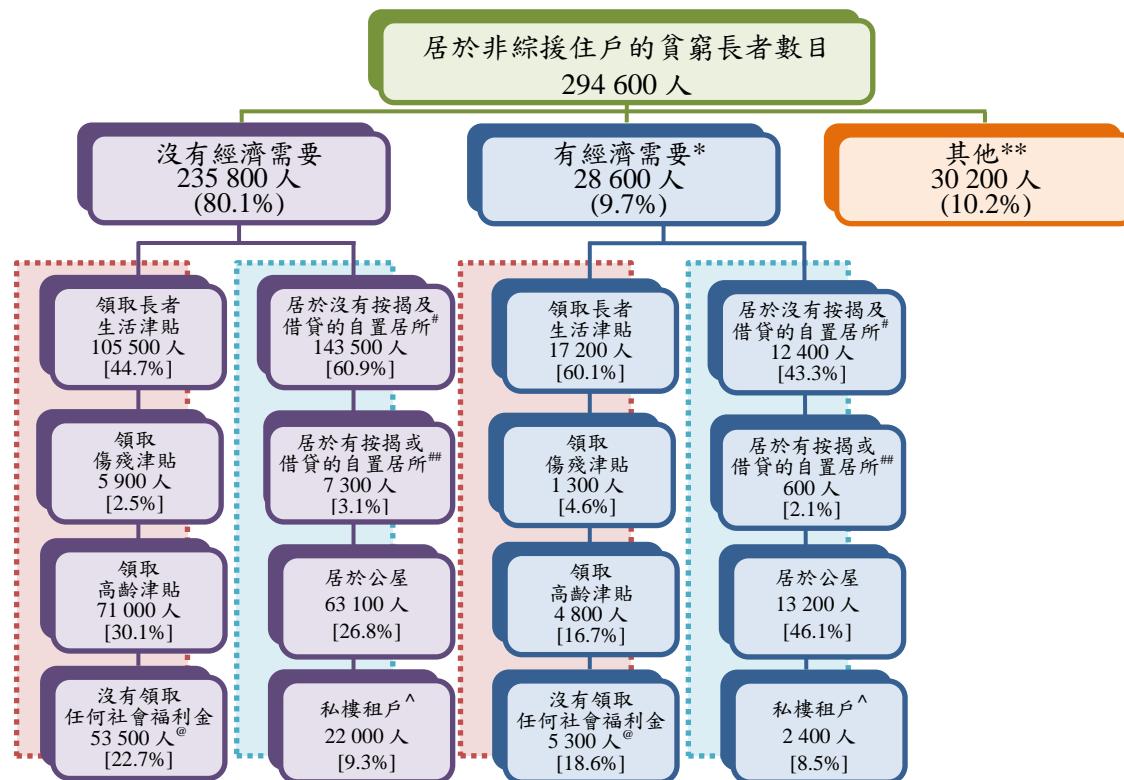 居於非綜援住戶的貧窮長者數目
294 600 人
沒有經濟需要
235 800 人
(80.1%)
有經濟需要*
28 600 人
(9.7%)
其他**
30 200 人
(10.2%)
領取長者
生活津貼
105 500 人
[44.7%]
領取
傷殘津貼
5 900 人
[2.5%]
領取
高齡津貼
71 000 人
[30.1%]
沒有領取
任何社會福利金
53 500 人@
[22.7%]
居於沒有按揭及
借貸的自置居所#
143 500 人
[60.9%]
居於有按揭或
借貸的自置居所##
7 300 人
[3.1%]
居於公屋
63 100 人
[26.8%]
私樓租戶^
22 000 人
[9.3%]
領取長者
生活津貼
17 200 人
[60.1%]
領取
傷殘津貼
1 300 人
[4.6%]
領取
高齡津貼
4 800 人
[16.7%]
沒有領取
任何社會福利金
5 300 人@
[18.6%]
居於沒有按揭及
借貸的自置居所#
12 400 人
[43.3%]
居於有按揭或
借貸的自置居所##
600 人
[2.1%]
居於公屋
13 200 人
[46.1%]
私樓租戶^
2 400 人
[8.5%]